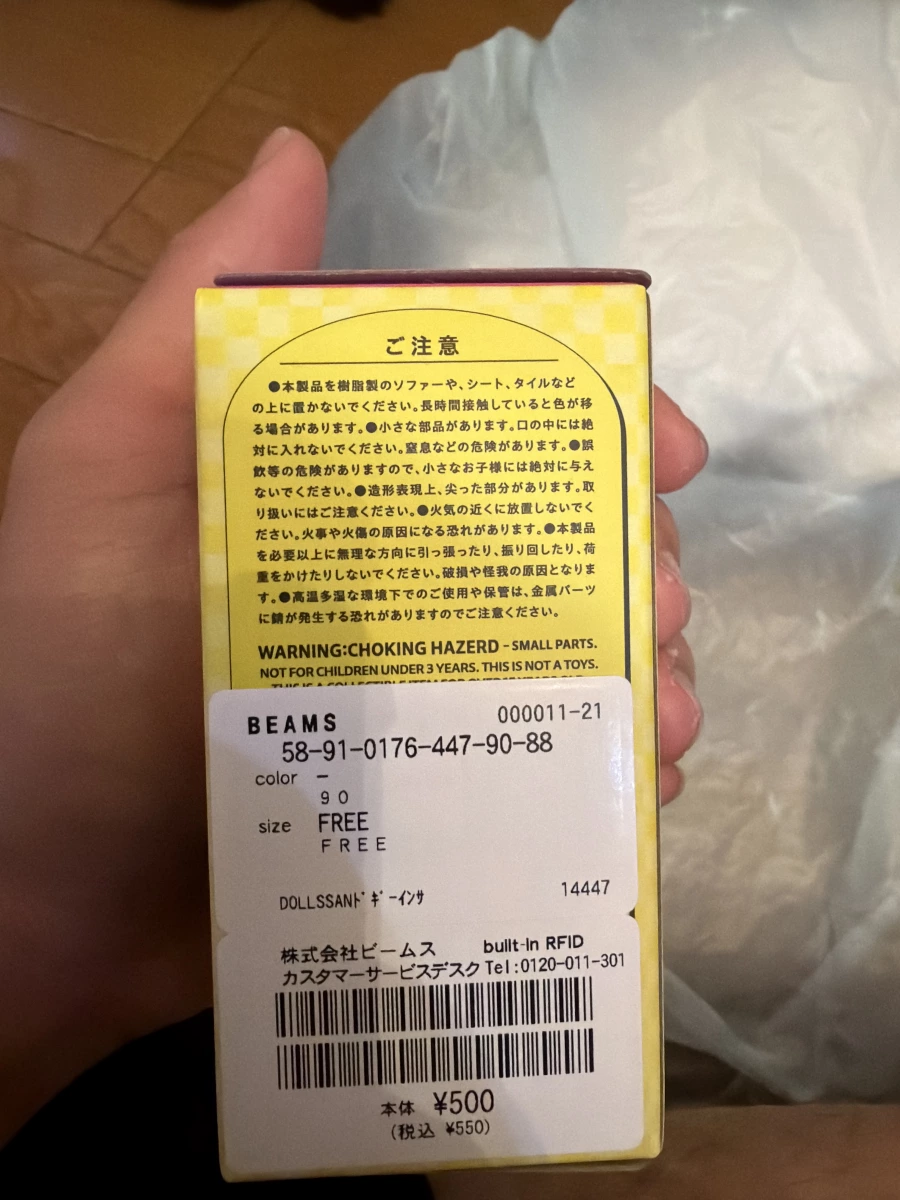 ご注意
●本製品を樹脂製のソファーや、シート、タイルなど
の上に置かないでください。長時間接触していると色が移
る場合があります。●小さな部品があります。口の中には絶
対に入れないでください。窒息などの危険があります。●誤
飲等の危険がありますので、小さなお子様には絶対に与え
ないでください。●造形表現上、尖った部分があります。取
り扱いにはご注意ください。●火気の近くに放置しないでく
ださい。火事や火傷の原因になる恐れがあります。●本製品
を必要以上に無理な方向に引っ張ったり、振り回したり、荷
重をかけたりしないでください。破損や怪我の原因となりま
す。●高温多湿な環境下でのご使用や保管は、金属パーツ
に錆が発生する恐れがありますのでご注意ください。
WARNING:CHOKING HAZERD – SMALL PARTS.
NOT FOR CHILDREN UNDER 3 YEARS. THIS IS NOT A TOYS.
BEAMS 000011-21
58-91-0176-447-90-88
color –
90
size FREE
FREE
DOLLSSANﾄﾞｷﾞｰインサ 14447
株式会社ビームス built-in RFID
カスタマーサービスデスク Tel:0120-011-301
本体 ¥500
(税込 ¥550)